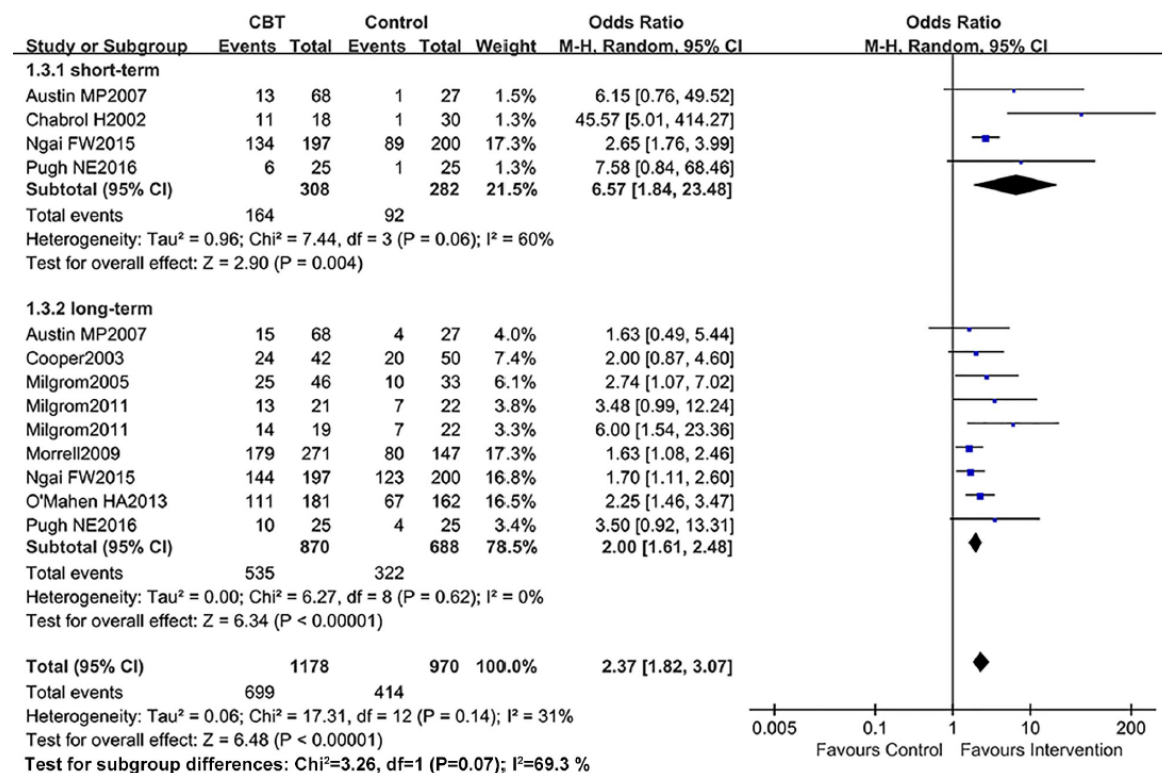 CBT Control Odds Ratio Odds Ratio
Study or Subgroup Events Total Events Total Weight M-H, Random, 95% CI M-H, Random, 95% CI
1.3.1 short-term
Austin MP2007 13 68 1 27 1.5% 6.15 [0.76, 49.52]
Chabrol H2002 11 18 1 30 1.3% 45.57 [5.01, 414.27]
Ngai FW2015 134 197 89 200 17.3% 2.65 [1.76, 3.99]
Pugh NE2016 6 25 1 25 1.4% 7.58 [0.84, 68.46]
Subtotal (95% CI) 308 282 21.5% 6.57 [1.84, 23.48]
Total events 164 92
Heterogeneity: Tau² = 0.96; Chi² = 7.44, df = 3 (P = 0.06); I² = 60%
Test for overall effect: Z = 2.90 (P = 0.004)
1.3.2 long-term
Austin MP2007 15 68 4 27 4.0% 1.63 [0.49, 5.44]
Cooper2003 24 42 20 50 7.4% 2.00 [0.87, 4.60]
Milgrom2005 25 46 10 33 6.1% 2.74 [1.07, 7.02]
Milgrom2011 13 21 7 22 3.8% 3.48 [0.99, 12.24]
Milgrom2011 14 19 7 22 3.3% 6.00 [1.54, 23.36]
Morrell2009 179 271 80 147 17.3% 1.63 [1.08, 2.46]
Ngai FW2015 144 197 123 200 16.8% 1.70 [1.11, 2.60]
O'Mahen HA2013 111 181 67 162 16.5% 2.25 [1.46, 3.47]
Pugh NE2016 10 25 4 25 3.4% 3.50 [0.92, 13.31]
Subtotal (95% CI) 870 688 78.5% 2.00 [1.61, 2.48]
Total events 535 322
Heterogeneity: Tau² = 0.00; Chi² = 6.27, df = 8 (P = 0.62); I² = 0%
Test for overall effect: Z = 6.34 (P < 0.00001)
Total (95% CI) 1178 970 100.0% 2.37 [1.82, 3.07]
Total events 699 414
Heterogeneity: Tau² = 0.06; Chi² = 17.31, df = 12 (P = 0.14); I² = 31%
Test for overall effect: Z = 6.48 (P < 0.00001)
Test for subgroup differences: Chi²=3.26, df=1 (P=0.07); I²=69.3 %
0.005 0.1 1 10 200
Favours Control Favours Intervention